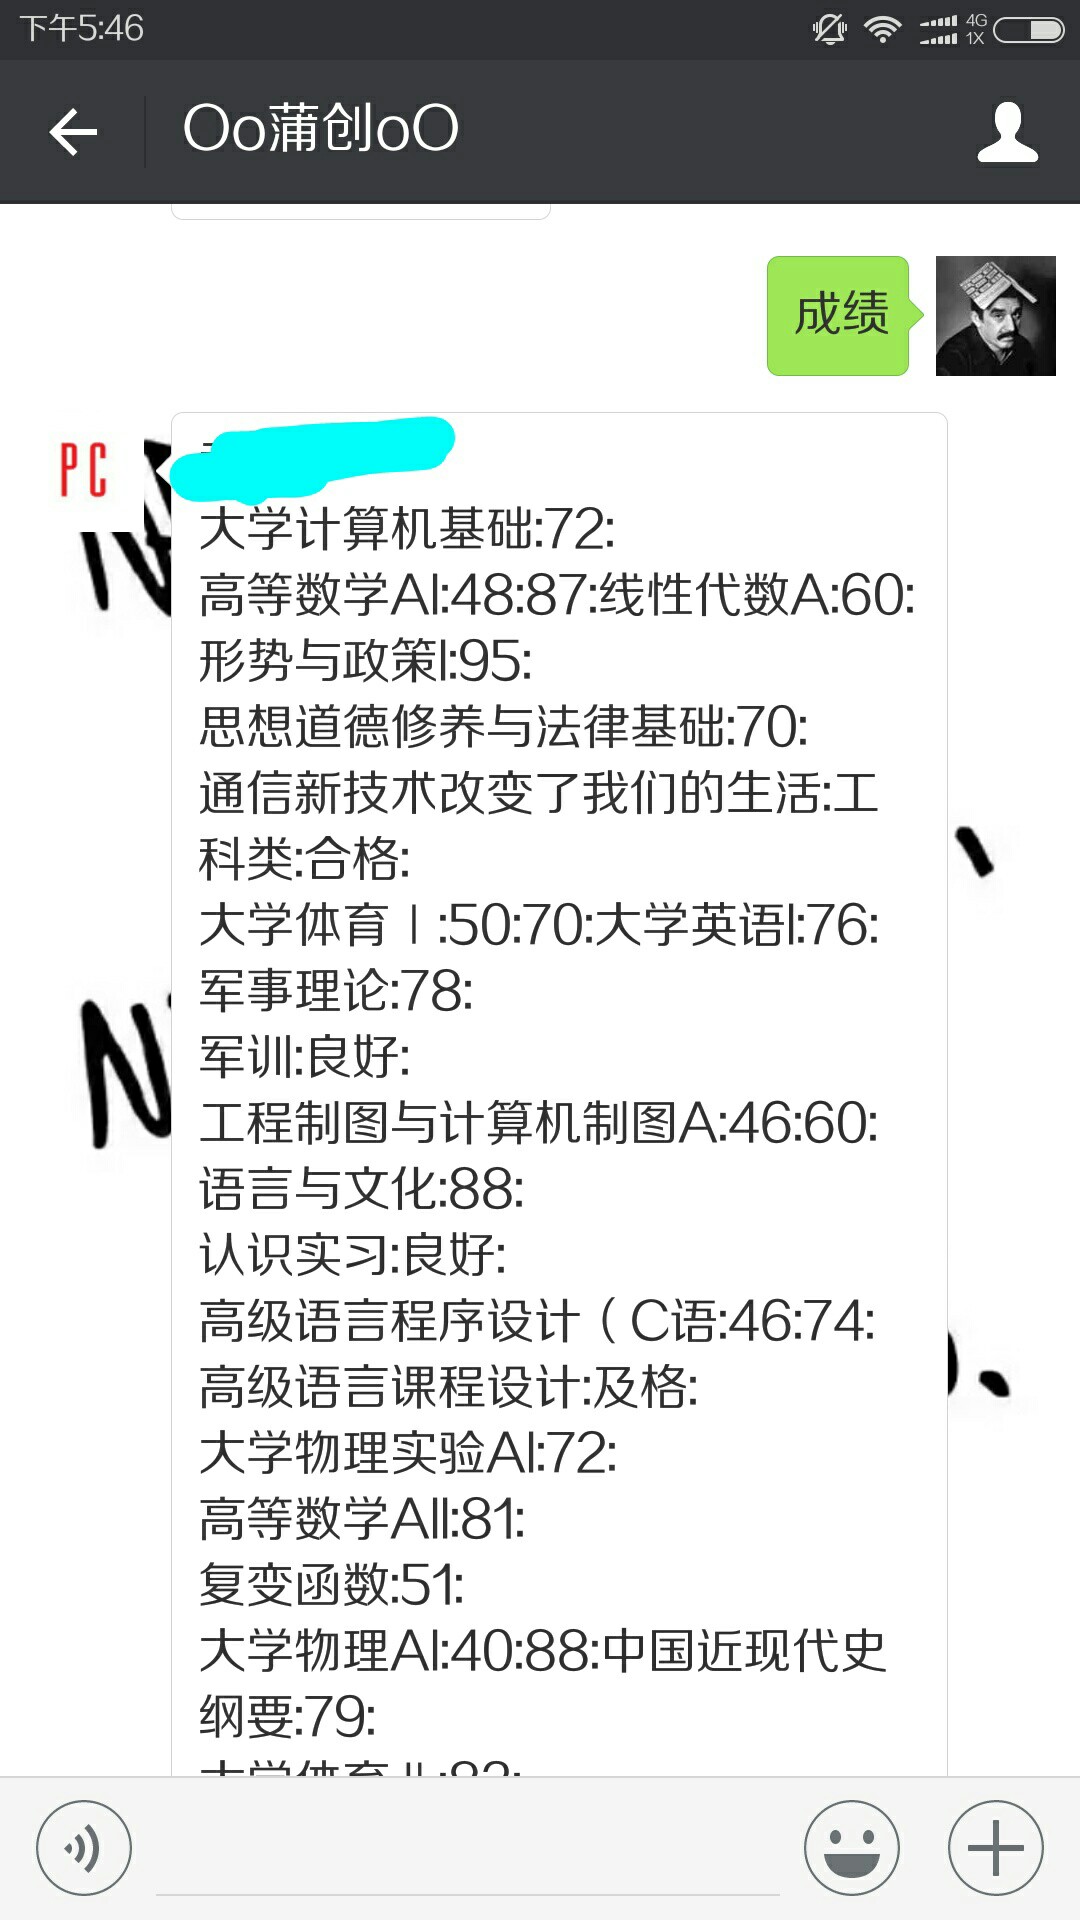 下午5:46
4G
1X
Oo蒲创oO
成绩
PC
大学计算机基础:72:
高等数学AI:48:87:线性代数A:60:
形势与政策I:95:
思想道德修养与法律基础:70:
通信新技术改变了我们的生活:工
科类:合格:
大学体育Ⅰ:50:70:大学英语I:76:
军事理论:78:
军训:良好:
工程制图与计算机制图A:46:60:
语言与文化:88:
认识实习:良好:
高级语言程序设计（C语:46:74:
高级语言课程设计:及格:
大学物理实验AI:72:
高等数学AII:81:
复变函数:51:
大学物理AI:40:88:中国近现代史
纲要:79: